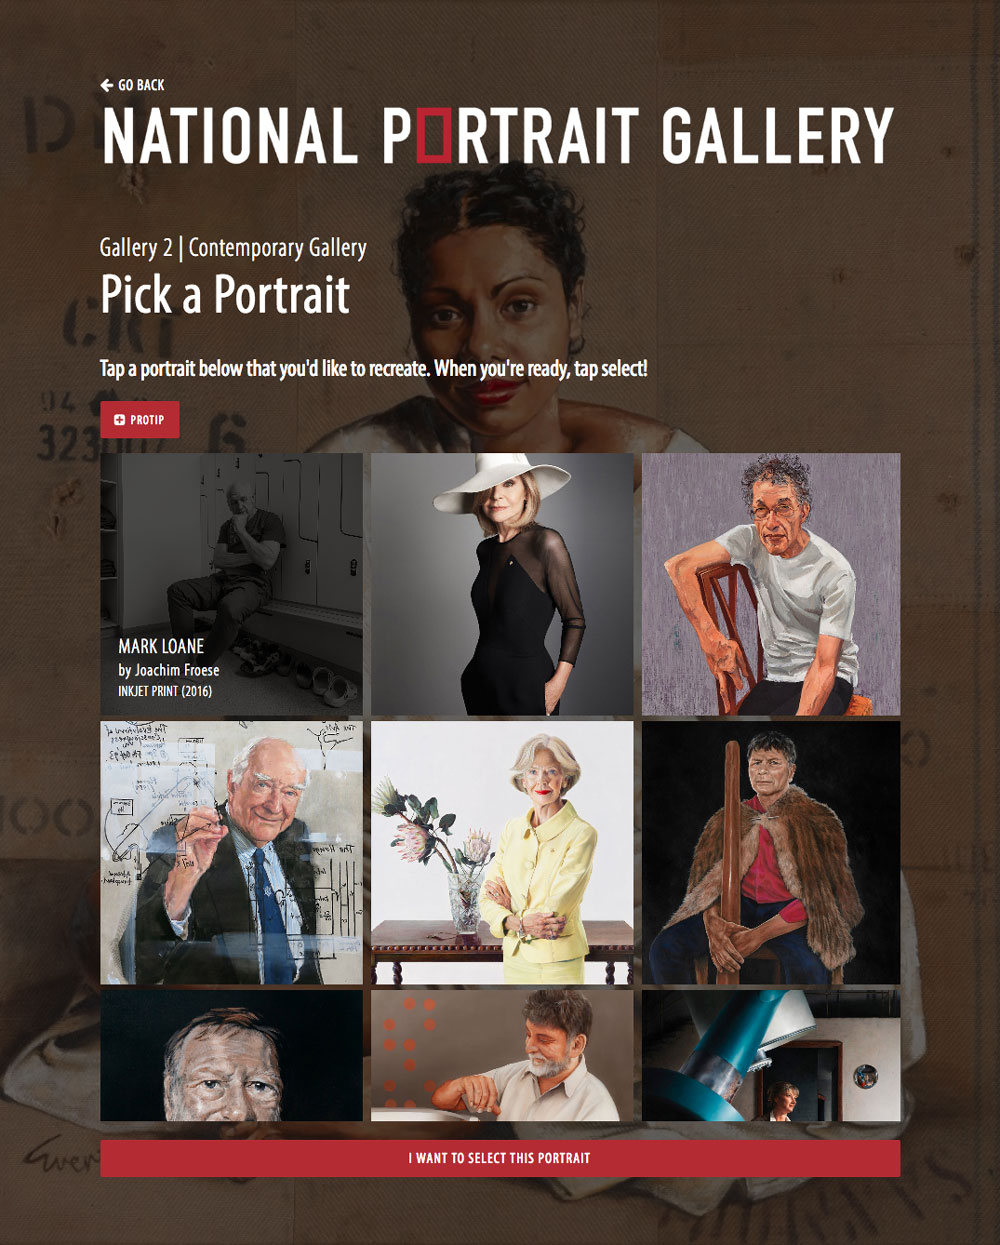 GO BACK
NATIONAL PORTRAIT GALLERY
Gallery 2 | Contemporary Gallery
Pick a Portrait
Tap a portrait below that you'd like to recreate. When you're ready, tap select!
PROTIP
MARK LOANE
by Joachim Froese
INKJET PRINT (2016)
I WANT TO SELECT THIS PORTRAIT